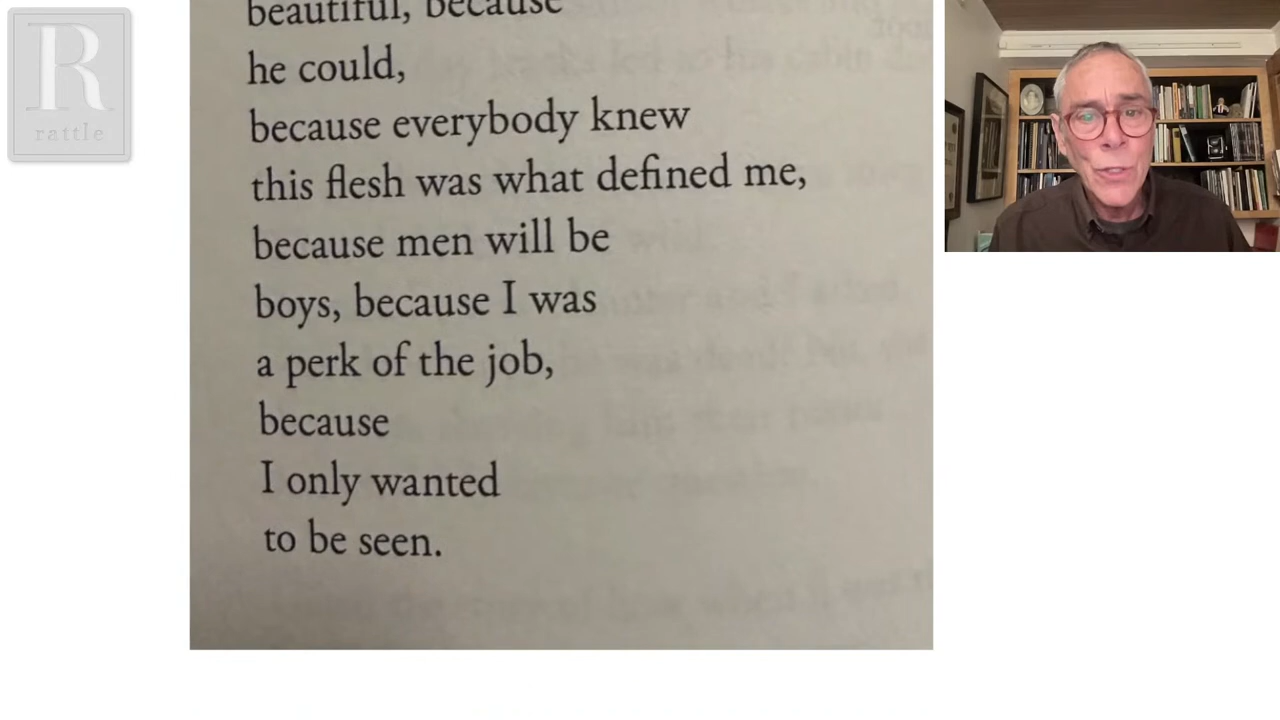 R
rattle
beautiful, because
he could,
because everybody knew
this flesh was what defined me,
because men will be
boys, because I was
a perk of the job,
because
I only wanted
to be seen.